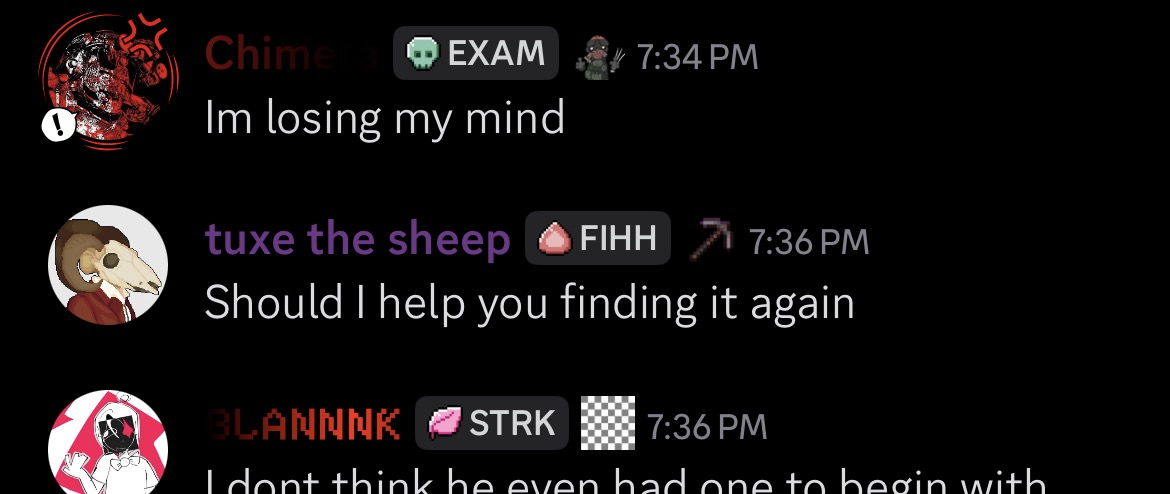 Chimera EXAM 7:34 PM
Im losing my mind
tuxe the sheep FIHH 7:36 PM
Should I help you finding it again
BLANNNK STRK 7:36 PM
I dont think he even had one to begin with